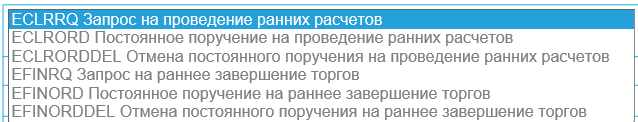 ECLRRQ Запрос на проведение ранних расчетов
ECLRORD Постоянное поручение на проведение ранних расчетов
ECLRORDDEL Отмена постоянного поручения на проведение ранних расчетов
EFINRQ Запрос на раннее завершение торгов
EFINORD Постоянное поручение на раннее завершение торгов
EFINORDDEL Отмена постоянного поручения на раннее завершение торгов